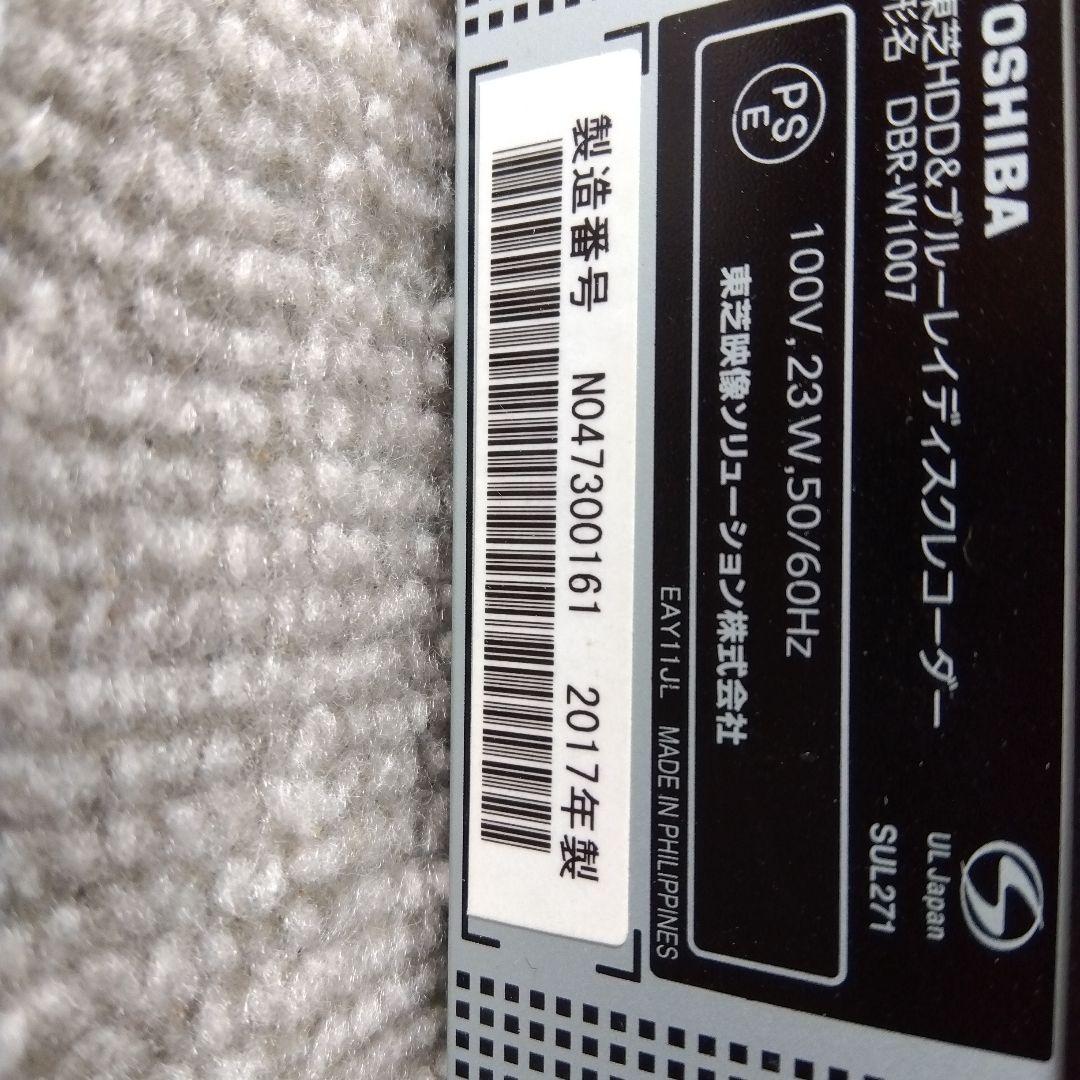 TOSHIBA
東芝HDD&ブルーレイディスクレコーダー
形名 DBR-W1007
UL Japan
SUL271
PS
E
100V,23W,50/60Hz
東芝映像ソリューション株式会社
EAY11JL MADE IN PHILIPPINES
製造番号 N047300161 2017年製